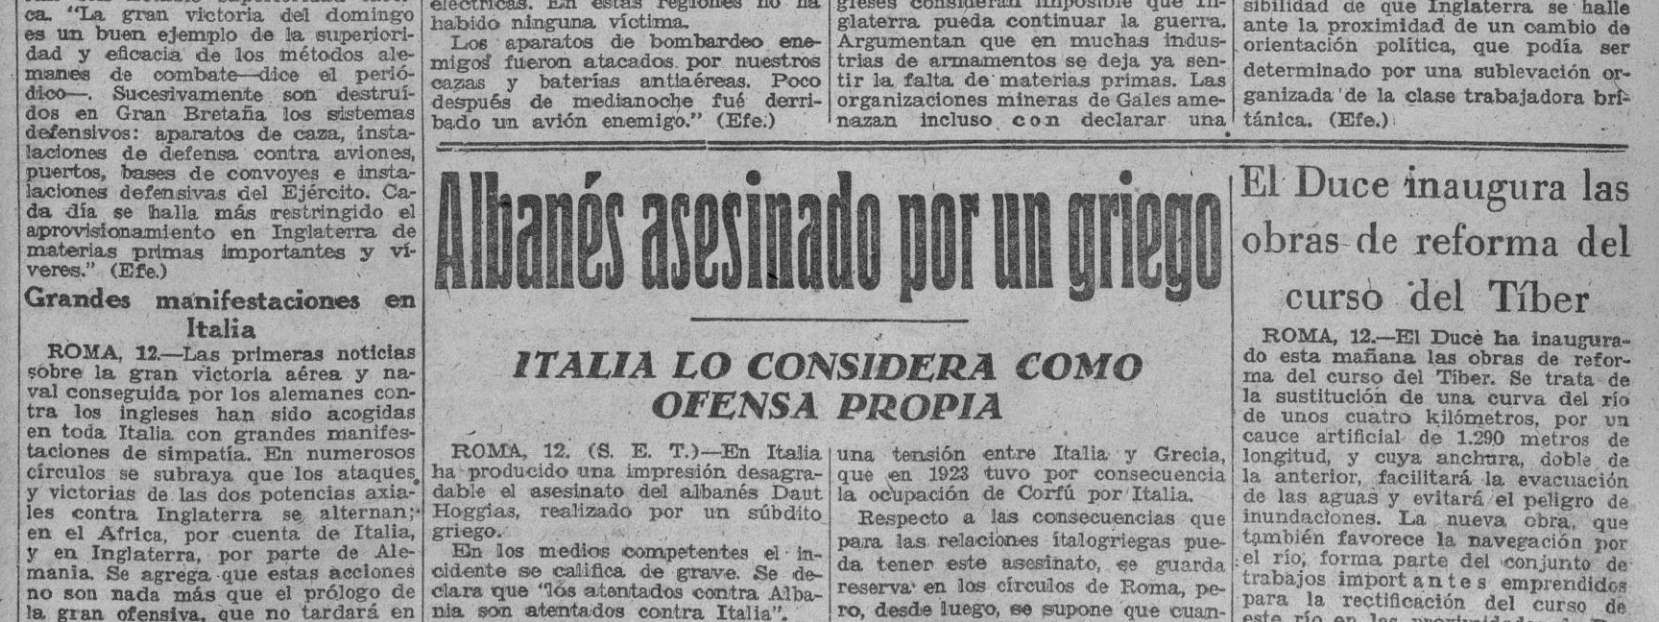 ca. "La gran victoria del domingo
es un buen ejemplo de la superiori-
dad y eficacia de los métodos ale-
manes de combate—dice el perió-
dico—. Sucesivamente son destruí-
dos en Gran Bretaña los sistemas
defensivos: aparatos de caza, insta-
laciones de defensa contra aviones,
puertos, bases de convoyes e insta-
laciones defensivas del Ejército. Ca-
da día se halla más restringido el
aprovisionamiento en Inglaterra de
materias primas importantes y ví-
veres." (Efe.)
Grandes manifestaciones en
Italia
ROMA, 12.—Las primeras noticias
sobre la gran victoria aérea y na-
val conseguida por los alemanes con-
tra los ingleses han sido acogidas
en toda Italia con grandes manifes-
taciones de simpatía. En numerosos
círculos se subraya que los ataques
y victorias de las dos potencias axia-
les contra Inglaterra se alternan;
en el Africa, por cuenta de Italia,
y en Inglaterra, por parte de Ale-
mania. Se agrega que estas acciones
no son nada más que el prólogo de
la gran ofensiva, que no tardará en
eléctricas. En estas regiones no ha
habido ninguna víctima.
Los aparatos de bombardeo ene-
migos fueron atacados por nuestros
cazas y baterías antiaéreas. Poco
después de medianoche fué derri-
bado un avión enemigo." (Efe.)
gleses consideran imposible que In-
glaterra pueda continuar la guerra.
Argumentan que en muchas indus-
trias de armamentos se deja ya sen-
tir la falta de materias primas. Las
organizaciones mineras de Gales ame-
nazan incluso con declarar una
sibilidad de que Inglaterra se halle
ante la proximidad de un cambio de
orientación política, que podía ser
determinado por una sublevación or-
ganizada de la clase trabajadora bri-
tánica. (Efe.)
Albanés asesinado por un griego
ITALIA LO CONSIDERA COMO
OFENSA PROPIA
ROMA, 12. (S. E. T.)—En Italia
ha producido una impresión desagra-
dable el asesinato del albanés Daut
Hoggias, realizado por un súbdito
griego.
En los medios competentes el in-
cidente se califica de grave. Se de-
clara que "los atentados contra Alba-
nia son atentados contra Italia".
una tensión entre Italia y Grecia,
que en 1923 tuvo por consecuencia
la ocupación de Corfú por Italia.
Respecto a las consecuencias que
para las relaciones italogriegas pue-
da tener este asesinato, se guarda
reserva en los círculos de Roma, pe-
ro, desde luego, se supone que cuan-
El Duce inaugura las
obras de reforma del
curso del Tíber
ROMA, 12.—El Duce ha inaugura-
do esta mañana las obras de refor-
ma del curso del Tíber. Se trata de
la sustitución de una curva del río
de unos cuatro kilómetros, por un
cauce artificial de 1.290 metros de
longitud, y cuya anchura, doble de
la anterior, facilitará la evacuación
de las aguas y evitará el peligro de
inundaciones. La nueva obra, que
también favorece la navegación por
el río, forma parte del conjunto de
trabajos importantes emprendidos
para la rectificación del curso de